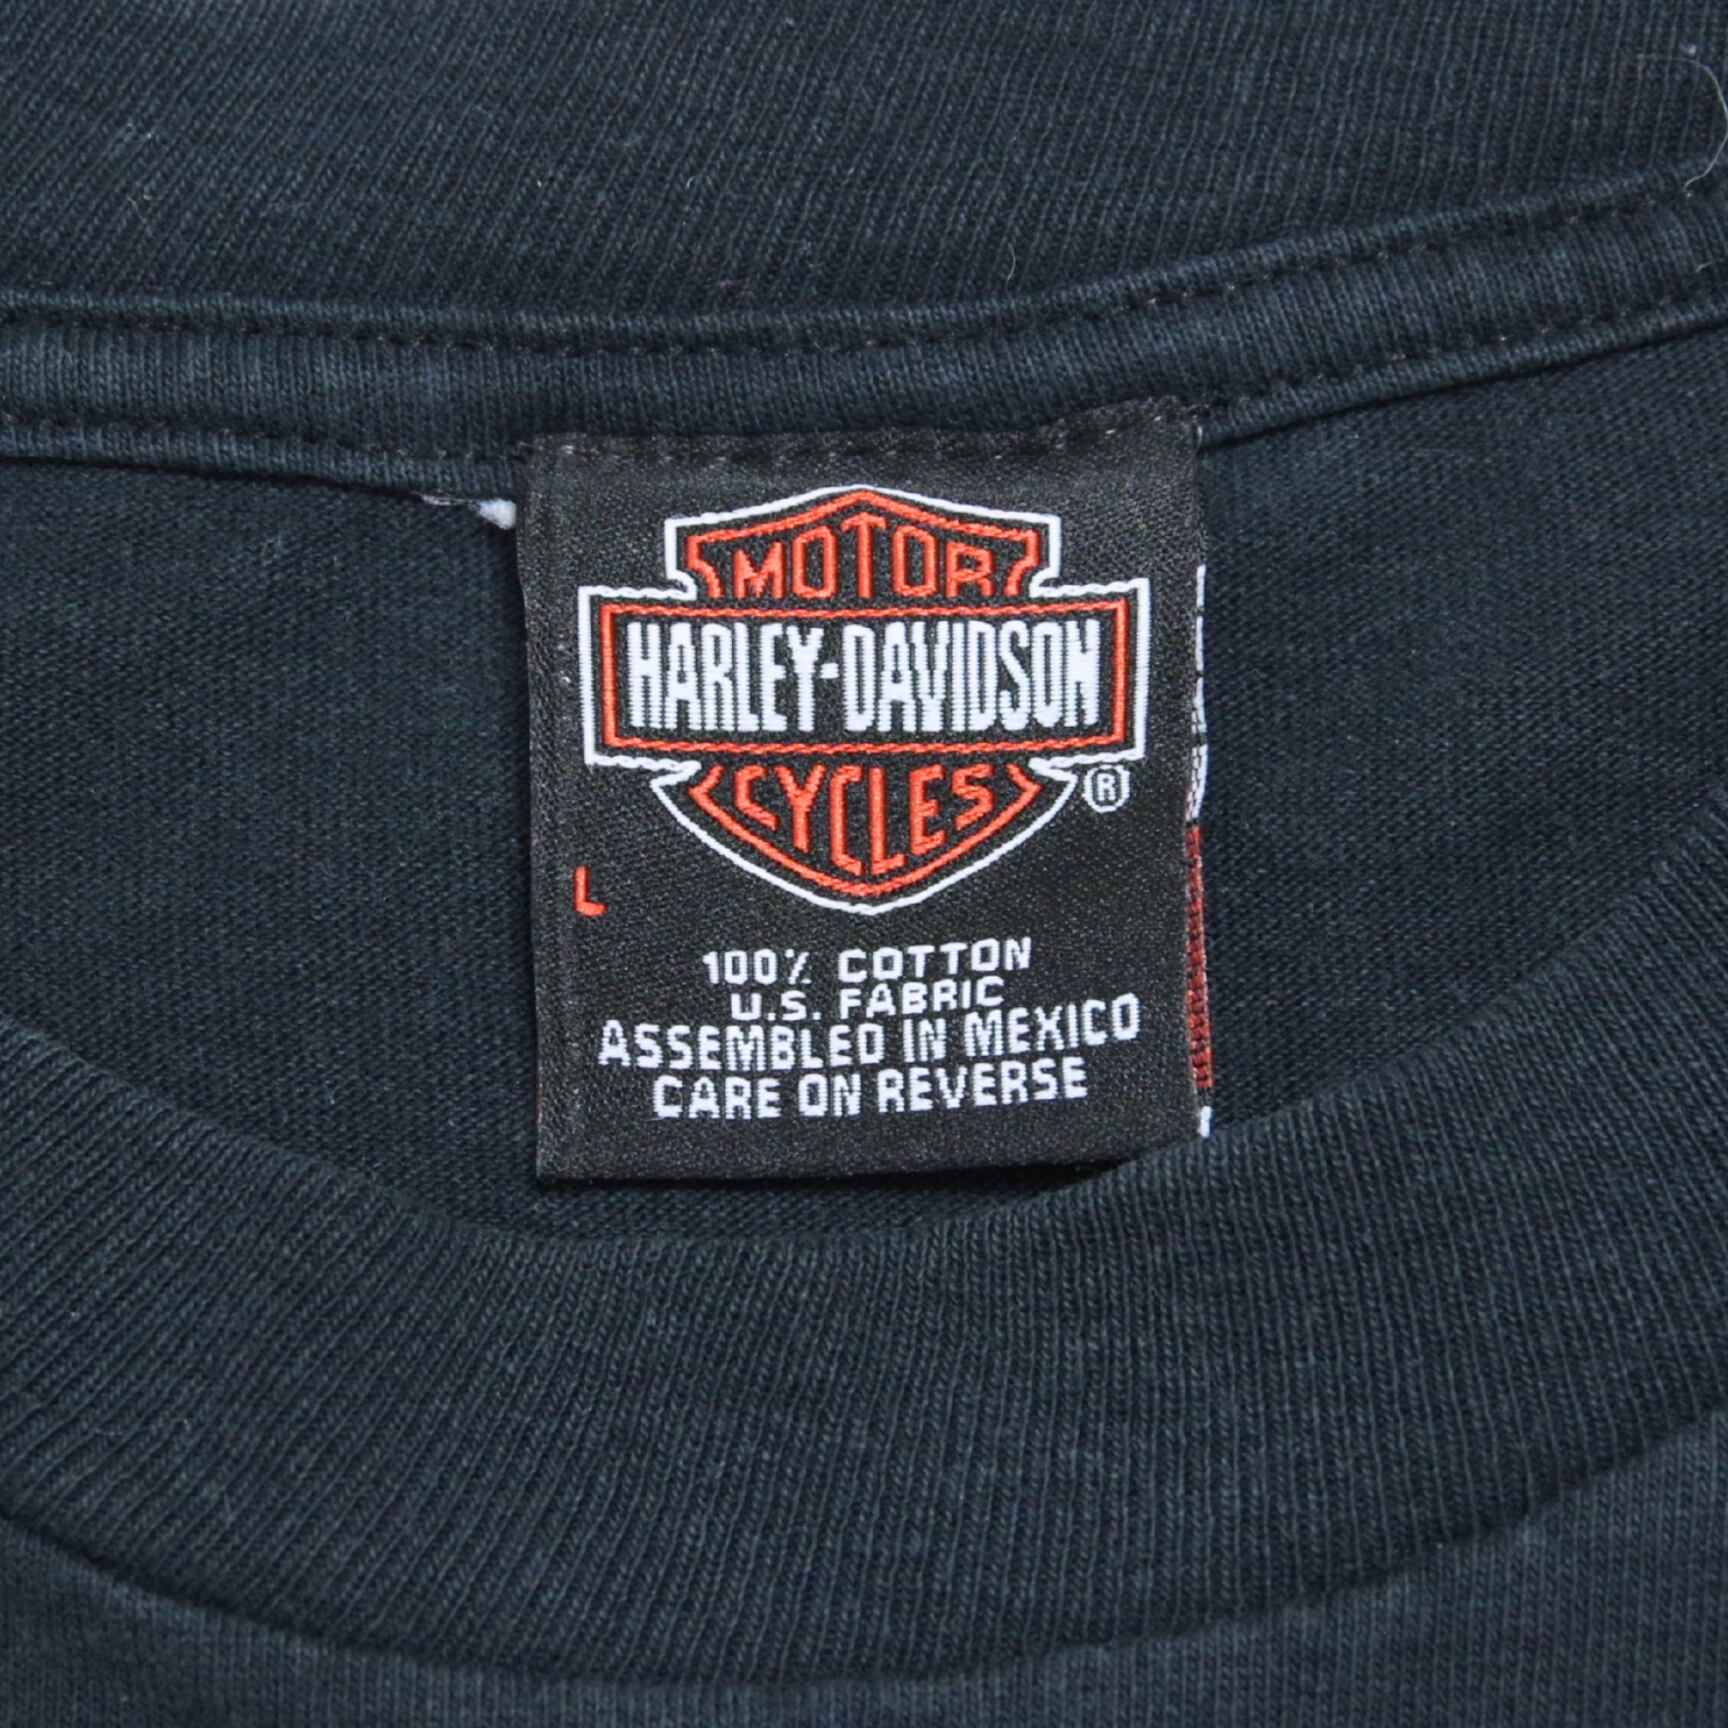 MOTOR
HARLEY-DAVIDSON
CYCLES
®
L
100% COTTON
U.S. FABRIC
ASSEMBLED IN MEXICO
CARE ON REVERSE